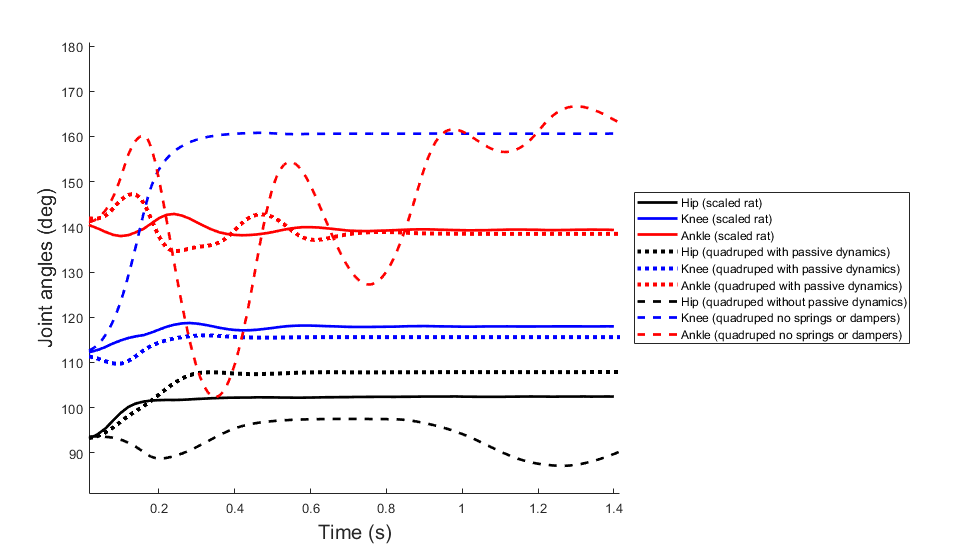 180
170
160
150
140
130
120
110
100
90
Joint angles (deg)
0.2 0.4 0.6 0.8 1 1.2 1.4
Time (s)
Hip (scaled rat)
Knee (scaled rat)
Ankle (scaled rat)
Hip (quadruped with passive dynamics)
Knee (quadruped with passive dynamics)
Ankle (quadruped with passive dynamics)
Hip (quadruped without passive dynamics)
Knee (quadruped no springs or dampers)
Ankle (quadruped no springs or dampers)